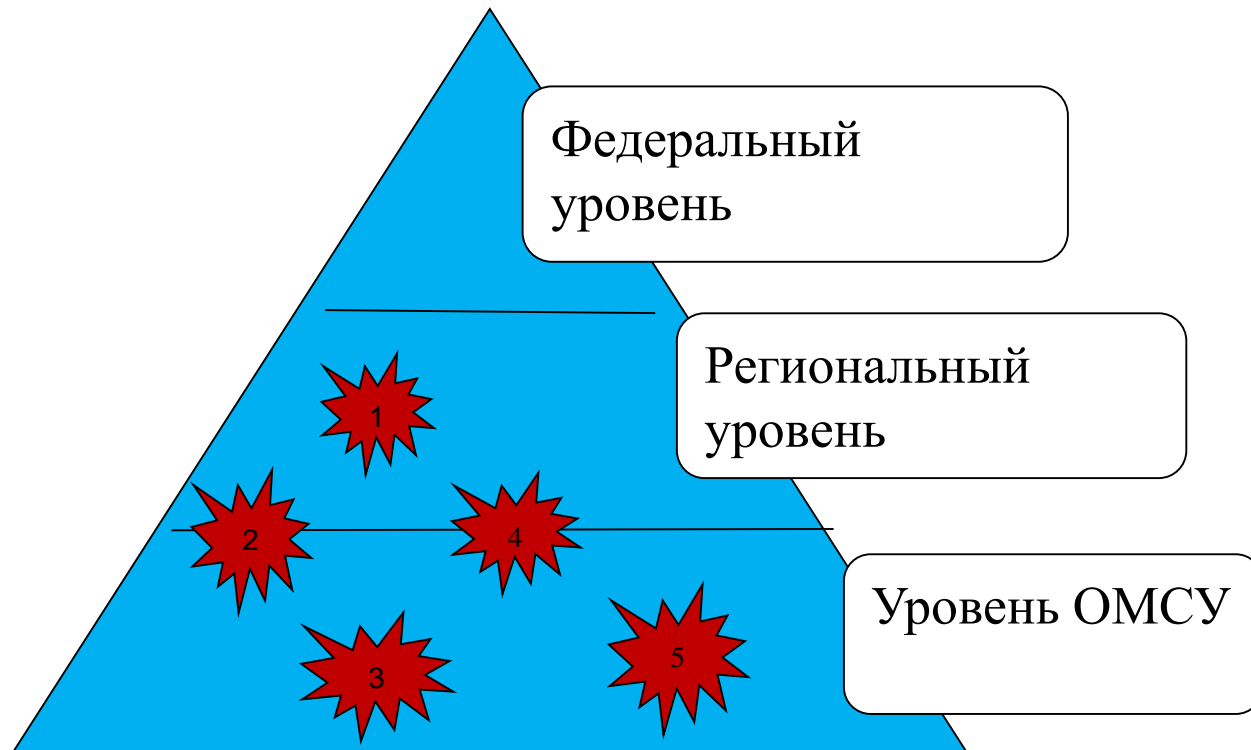 Федеральный
уровень
Региональный
уровень
1
2
4
Уровень ОМСУ
3
5